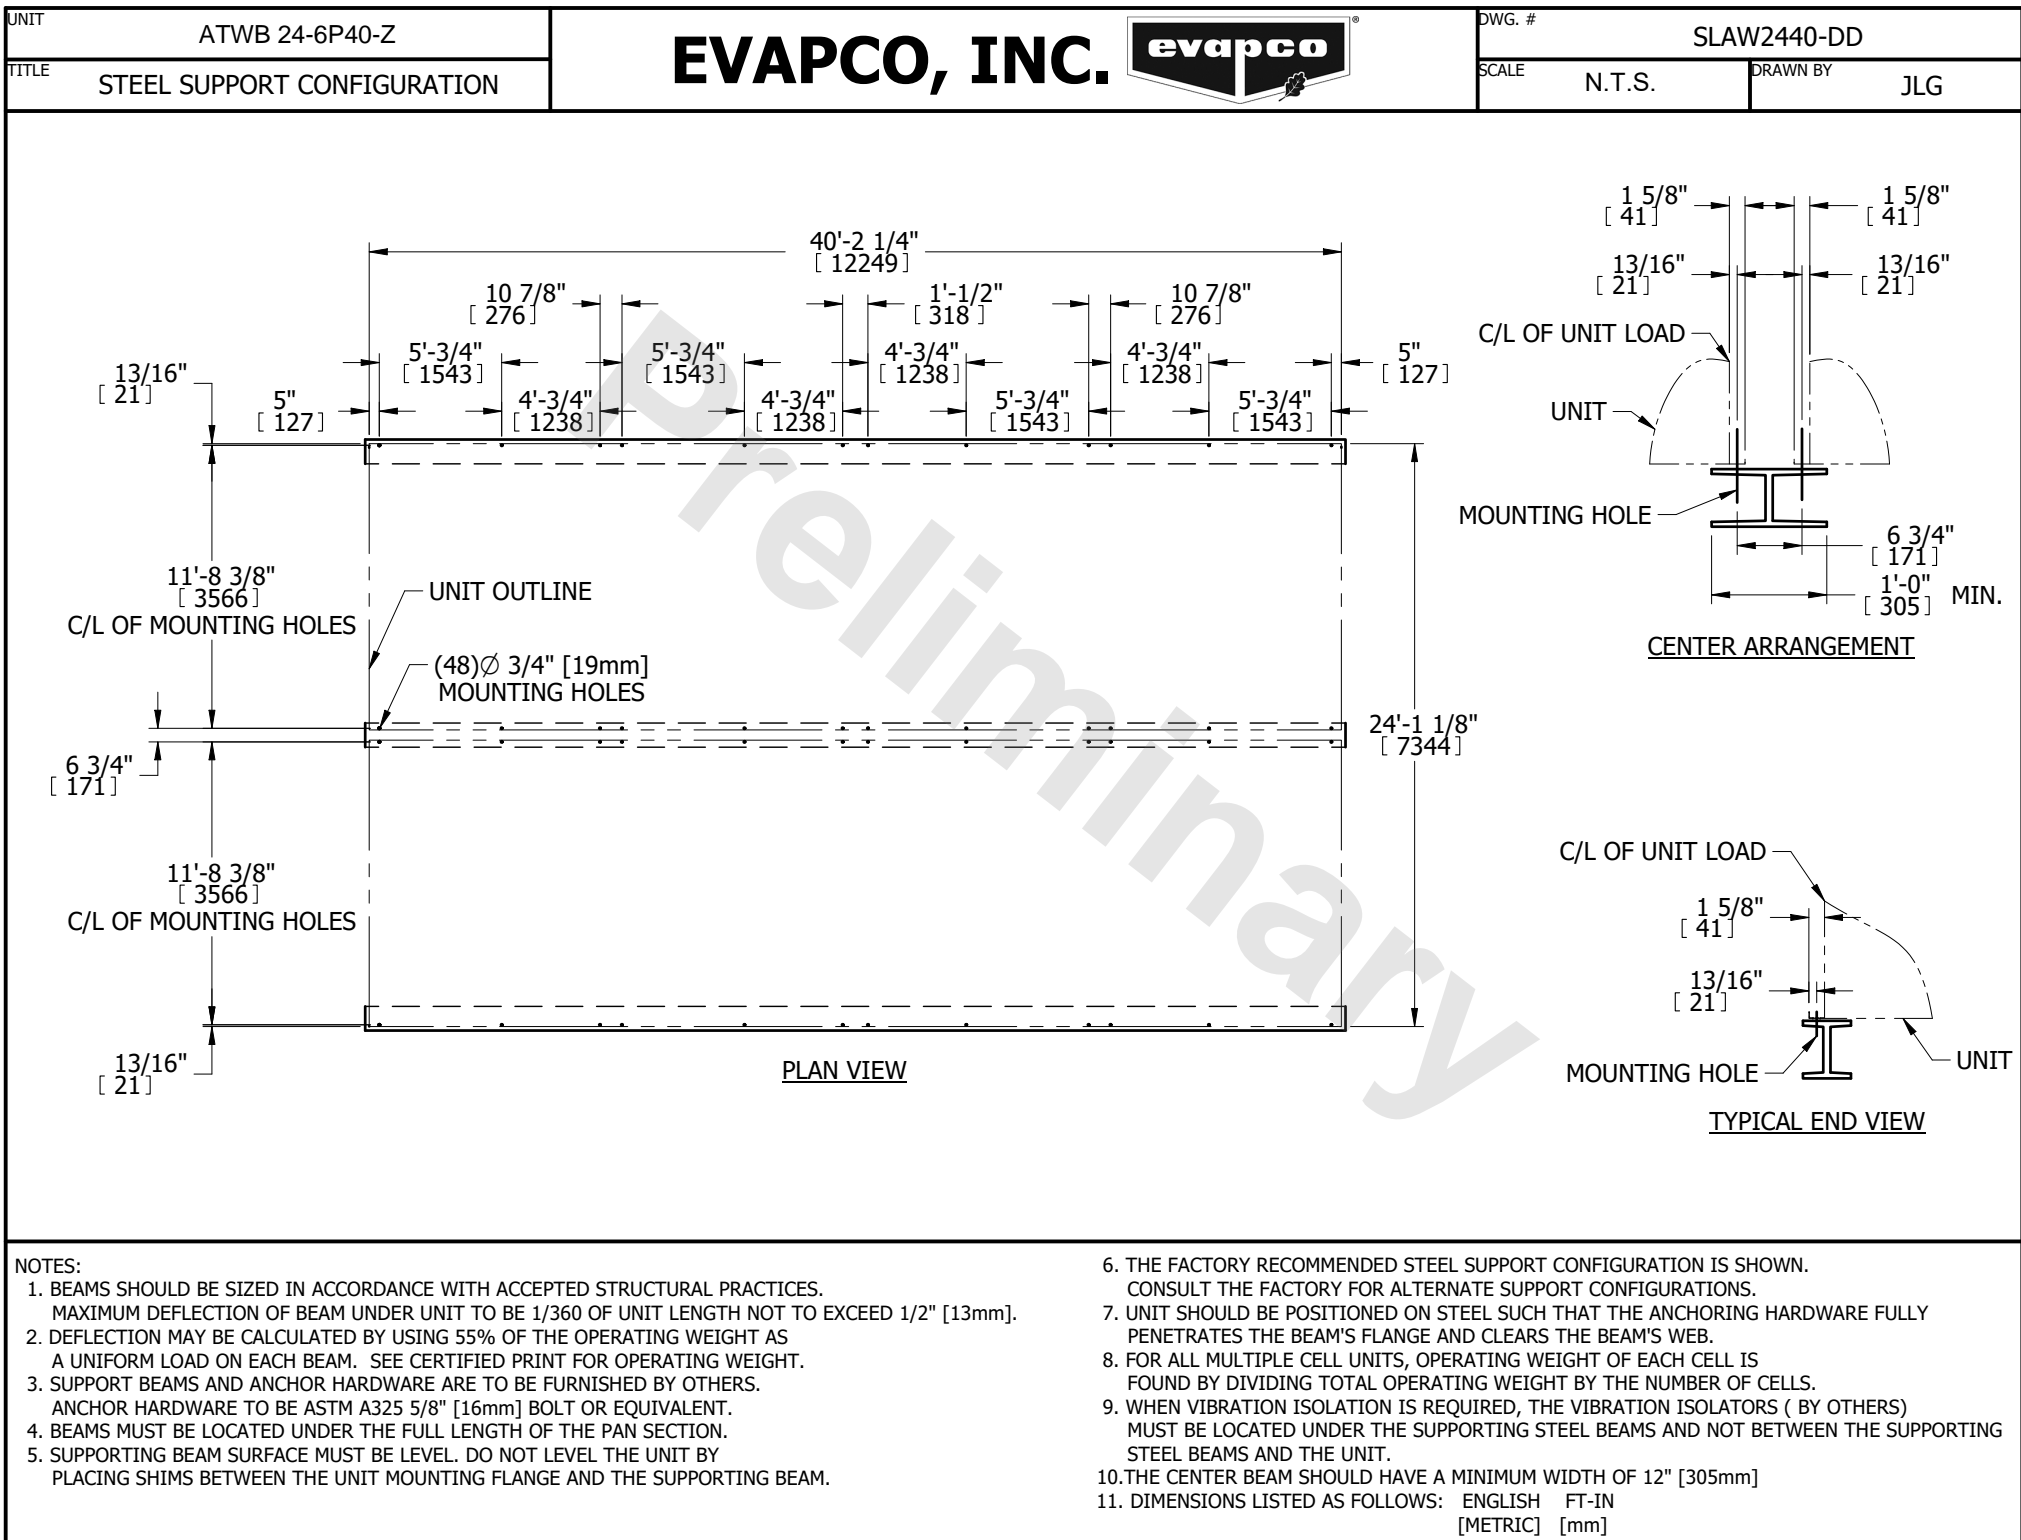 UNIT
ATWB 24-6P40-Z
TITLE
STEEL SUPPORT CONFIGURATION
EVAPCO, INC.
evapco
®
DWG. #
SLAW2440-DD
SCALE
N.T.S.
DRAWN BY
JLG
40'-2 1/4"
[ 12249]
10 7/8"
[ 276]
1'-1/2"
[ 318 ]
10 7/8"
[ 276]
5'-3/4"
[ 1543]
5'-3/4"
[ 1543]
4'-3/4"
[ 1238]
4'-3/4"
[ 1238]
5"
[ 127]
13/16"
[ 21]
5"
[ 127]
4'-3/4"
[ 1238]
4'-3/4"
[ 1238]
5'-3/4"
[ 1543]
5'-3/4"
[ 1543]
11'-8 3/8"
[ 3566]
C/L OF MOUNTING HOLES
UNIT OUTLINE
(48)Ø 3/4" [19mm]
MOUNTING HOLES
6 3/4"
[ 171]
24'-1 1/8"
[ 7344]
11'-8 3/8"
[ 3566]
C/L OF MOUNTING HOLES
13/16"
[ 21]
PLAN VIEW
Preliminary
1 5/8"
[ 41]
1 5/8"
[ 41]
13/16"
[ 21]
13/16"
[ 21]
C/L OF UNIT LOAD
UNIT
MOUNTING HOLE
6 3/4"
[ 171]
1'-0"
[ 305] MIN.
CENTER ARRANGEMENT
C/L OF UNIT LOAD
1 5/8"
[ 41]
13/16"
[ 21]
MOUNTING HOLE
UNIT
TYPICAL END VIEW
NOTES:
1. BEAMS SHOULD BE SIZED IN ACCORDANCE WITH ACCEPTED STRUCTURAL PRACTICES.
MAXIMUM DEFLECTION OF BEAM UNDER UNIT TO BE 1/360 OF UNIT LENGTH NOT TO EXCEED 1/2" [13mm].
2. DEFLECTION MAY BE CALCULATED BY USING 55% OF THE OPERATING WEIGHT AS
A UNIFORM LOAD ON EACH BEAM. SEE CERTIFIED PRINT FOR OPERATING WEIGHT.
3. SUPPORT BEAMS AND ANCHOR HARDWARE ARE TO BE FURNISHED BY OTHERS.
ANCHOR HARDWARE TO BE ASTM A325 5/8" [16mm] BOLT OR EQUIVALENT.
4. BEAMS MUST BE LOCATED UNDER THE FULL LENGTH OF THE PAN SECTION.
5. SUPPORTING BEAM SURFACE MUST BE LEVEL. DO NOT LEVEL THE UNIT BY
PLACING SHIMS BETWEEN THE UNIT MOUNTING FLANGE AND THE SUPPORTING BEAM.
6. THE FACTORY RECOMMENDED STEEL SUPPORT CONFIGURATION IS SHOWN.
CONSULT THE FACTORY FOR ALTERNATE SUPPORT CONFIGURATIONS.
7. UNIT SHOULD BE POSITIONED ON STEEL SUCH THAT THE ANCHORING HARDWARE FULLY
PENETRATES THE BEAM'S FLANGE AND CLEARS THE BEAM'S WEB.
8. FOR ALL MULTIPLE CELL UNITS, OPERATING WEIGHT OF EACH CELL IS
FOUND BY DIVIDING TOTAL OPERATING WEIGHT BY THE NUMBER OF CELLS.
9. WHEN VIBRATION ISOLATION IS REQUIRED, THE VIBRATION ISOLATORS ( BY OTHERS)
MUST BE LOCATED UNDER THE SUPPORTING STEEL BEAMS AND NOT BETWEEN THE SUPPORTING
STEEL BEAMS AND THE UNIT.
10.THE CENTER BEAM SHOULD HAVE A MINIMUM WIDTH OF 12" [305mm]
11. DIMENSIONS LISTED AS FOLLOWS: ENGLISH FT-IN
[METRIC] [mm]